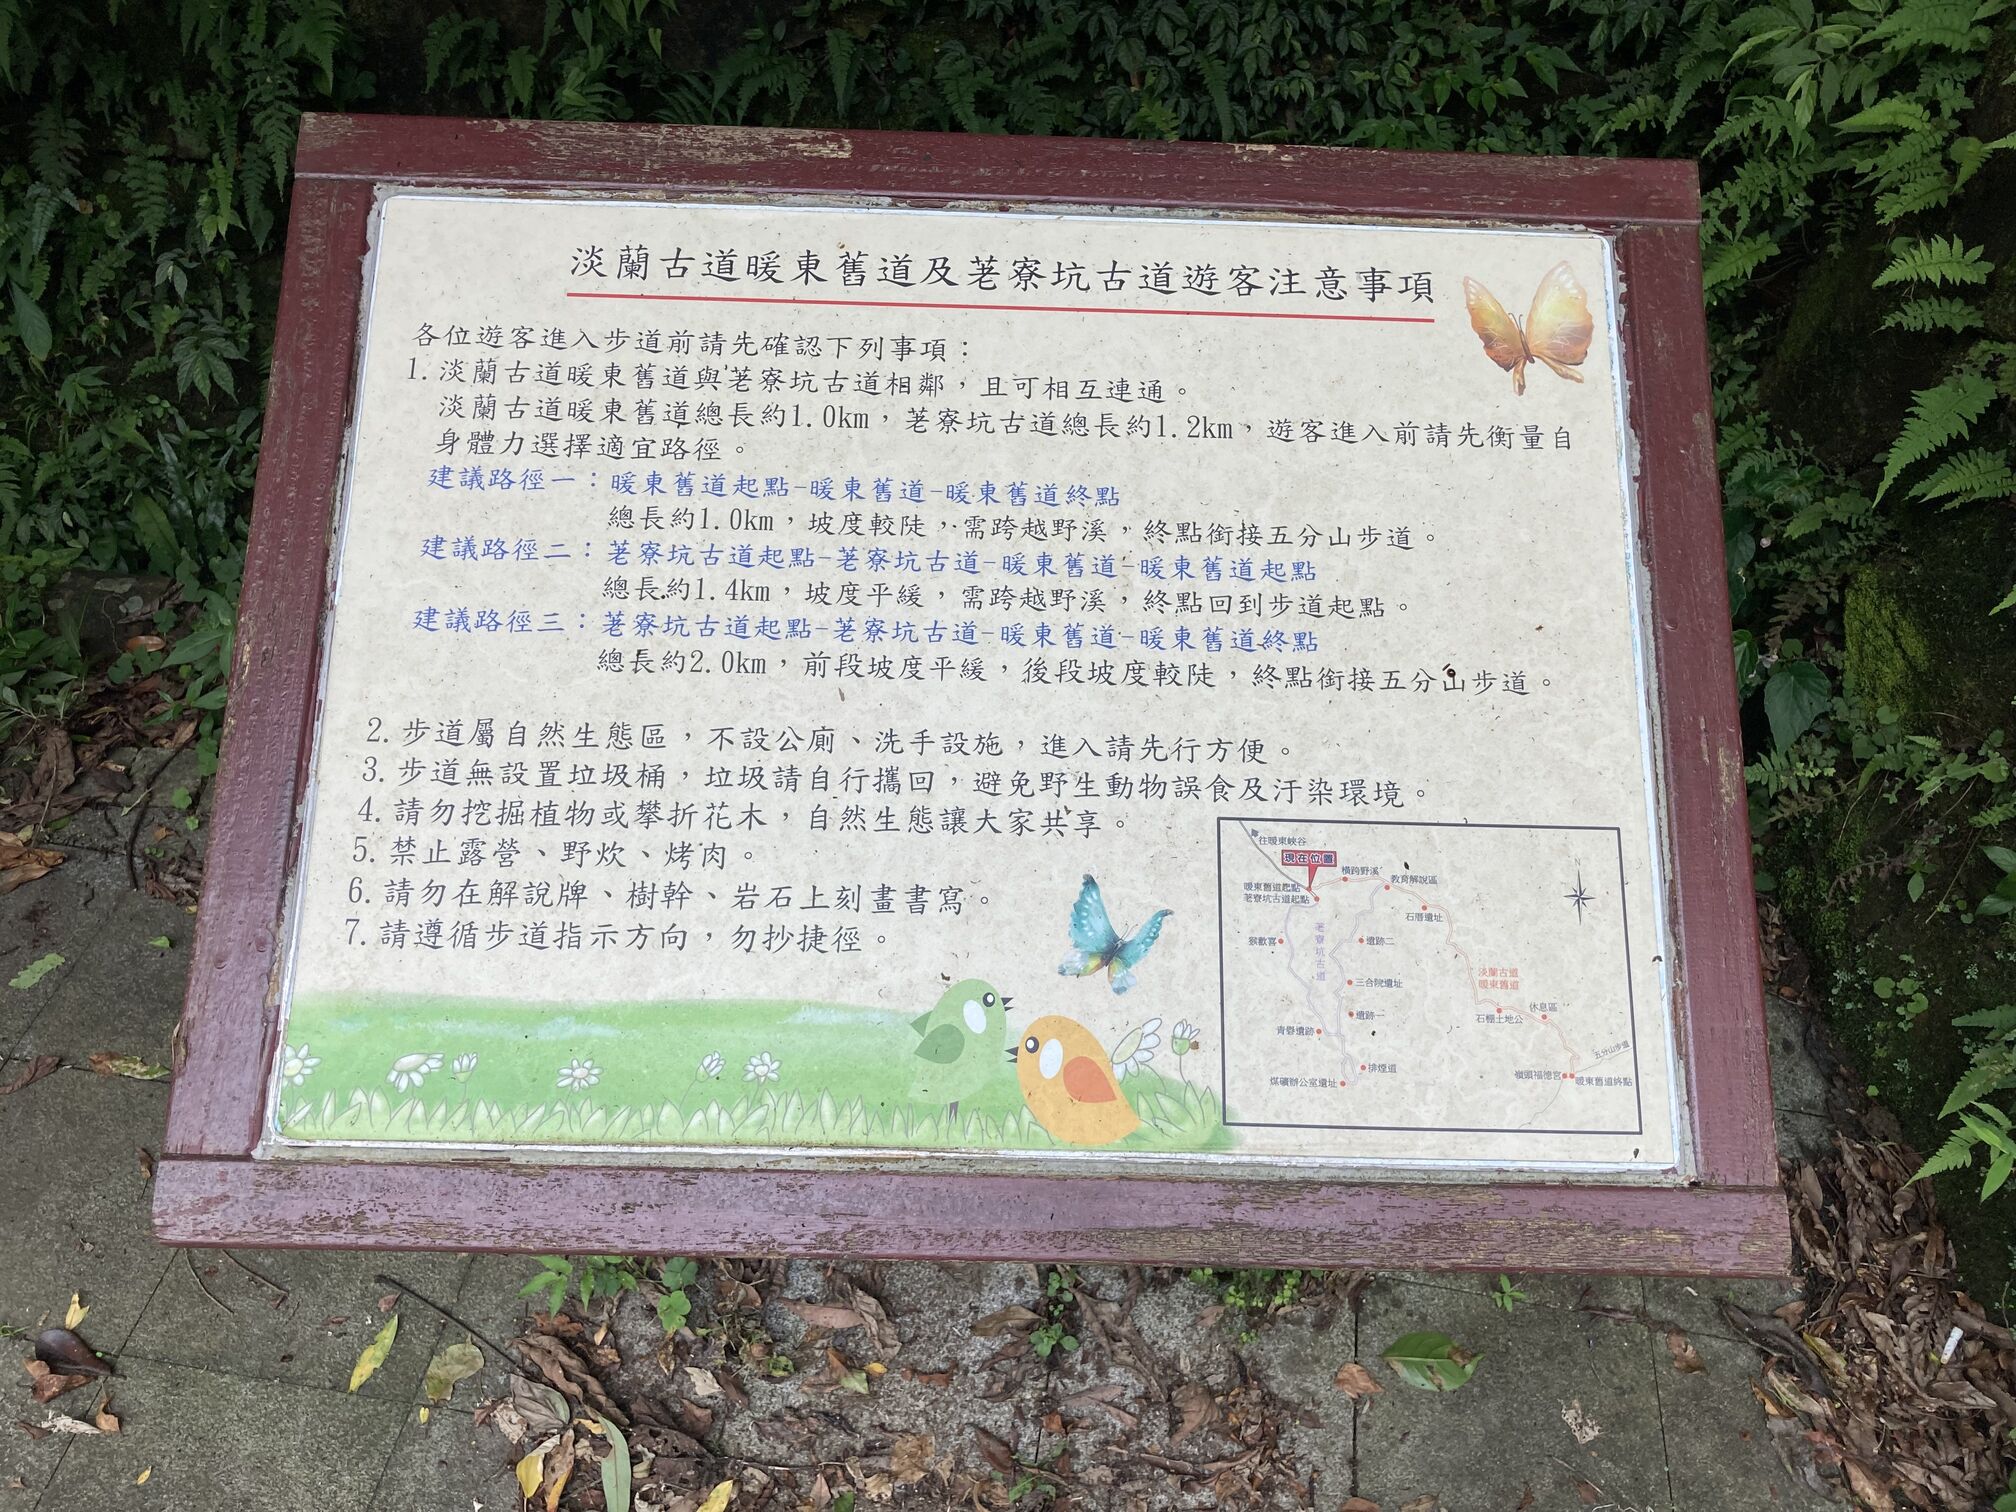 淡蘭古道暖東舊道及荖寮坑古道遊客注意事項
各位遊客進入步道前請先確認下列事項：
1. 淡蘭古道暖東舊道與荖寮坑古道相鄰，且可相互連通。
淡蘭古道暖東舊道總長約1.0km，荖寮坑古道總長約1.2km，遊客進入前請先衡量自
身體力選擇適宜路徑。
建議路徑一：暖東舊道起點-暖東舊道-暖東舊道終點
總長約1.0km，坡度較陡，需跨越野溪，終點銜接五分山步道。
建議路徑二：荖寮坑古道起點-荖寮坑古道-暖東舊道-暖東舊道起點
總長約1.4km，坡度平緩，需跨越野溪，終點回到步道起點。
建議路徑三：荖寮坑古道起點-荖寮坑古道-暖東舊道-暖東舊道終點
總長約2.0km，前段坡度平緩，後段坡度較陡，終點銜接五分山步道。
2. 步道屬自然生態區，不設公廁、洗手設施，進入請先行方便。
3. 步道無設置垃圾桶，垃圾請自行攜回，避免野生動物誤食及汙染環境。
4. 請勿挖掘植物或攀折花木，自然生態讓大家共享。
5. 禁止露營、野炊、烤肉。
6. 請勿在解說牌、樹幹、岩石上刻畫書寫。
7. 請遵循步道指示方向，勿抄捷徑。
往暖東峽谷
現在位置
橫跨野溪
教育解說區
暖東舊道起點
荖寮坑古道起點
石厝遺址
猴歡喜
荖寮坑古道
遺跡二
三合院遺址
淡蘭古道
暖東舊道
休息區
石棚土地公
遺跡一
青礐遺跡
五分山步道
排煙道
煤礦辦公室遺址
嶺頭福德宮
暖東舊道終點
N